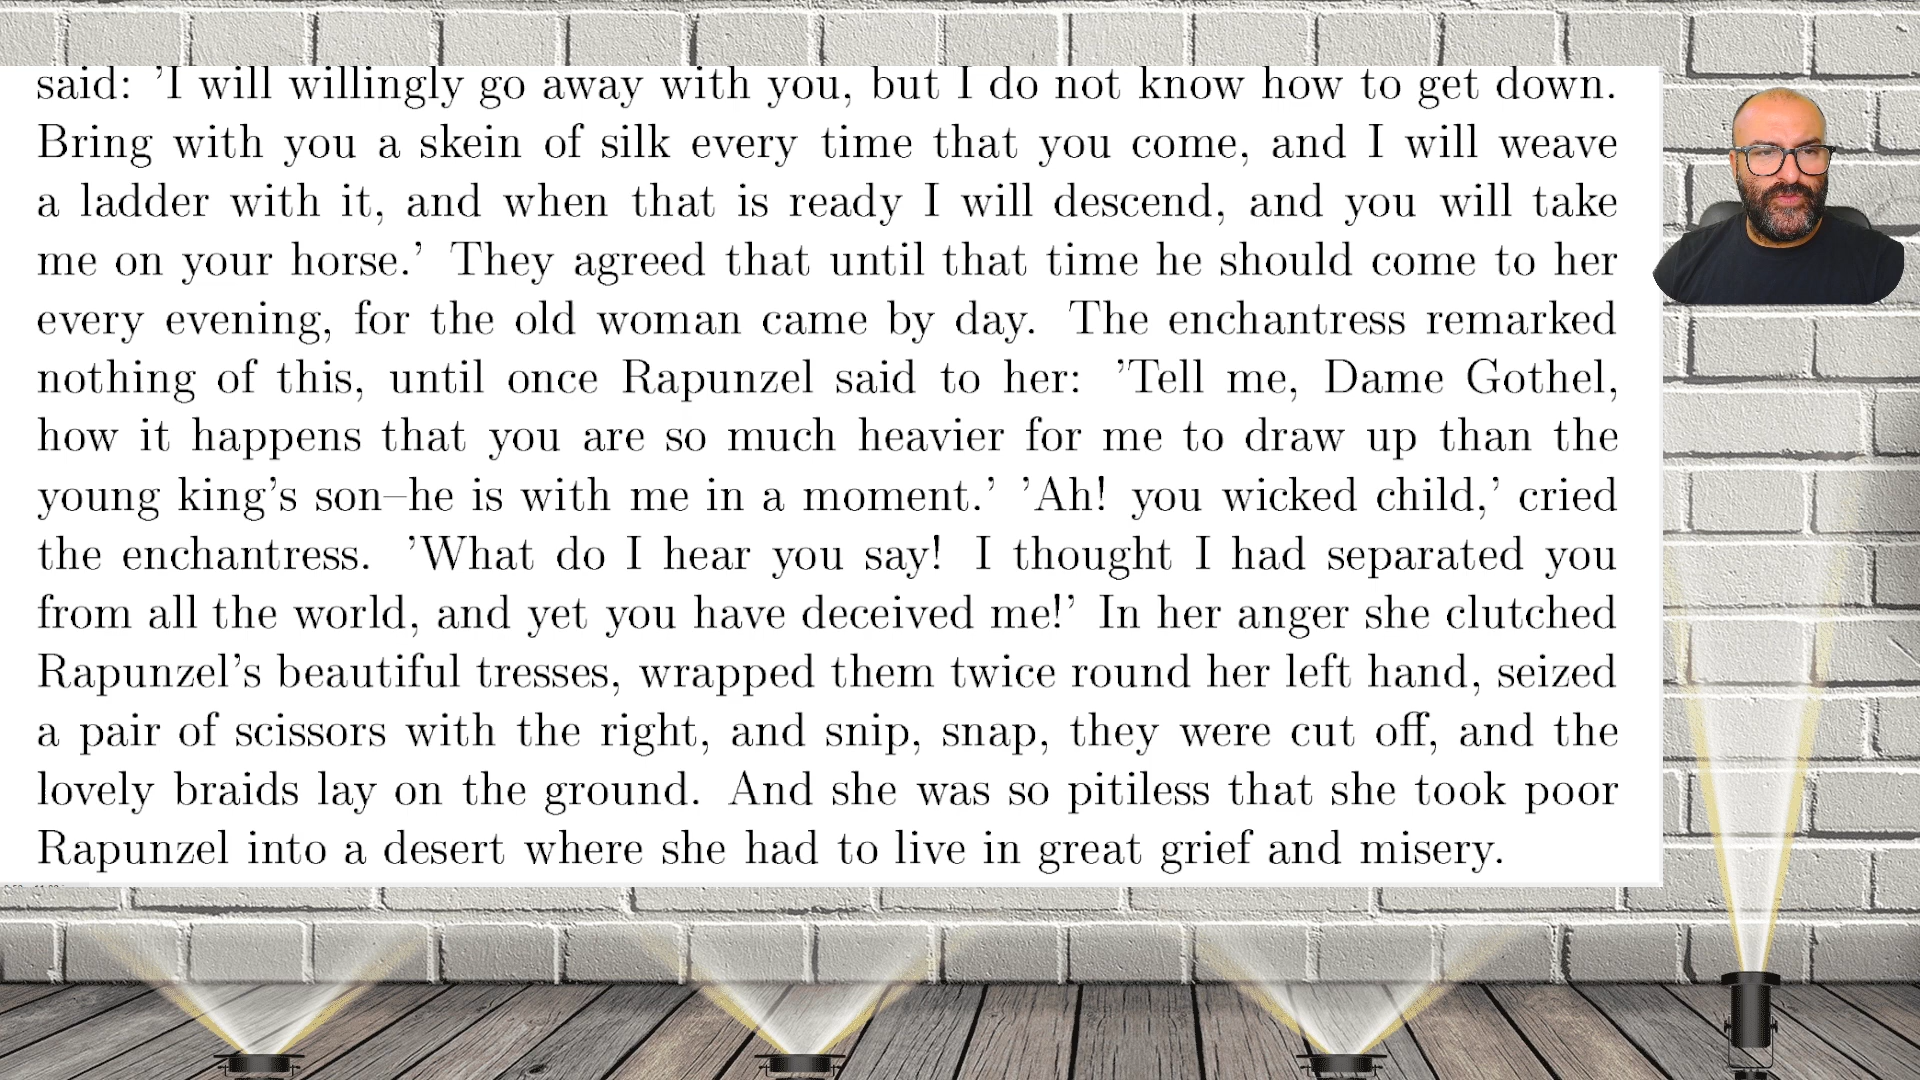 said: 'I will willingly go away with you, but I do not know how to get down.
Bring with you a skein of silk every time that you come, and I will weave
a ladder with it, and when that is ready I will descend, and you will take
me on your horse.' They agreed that until that time he should come to her
every evening, for the old woman came by day. The enchantress remarked
nothing of this, until once Rapunzel said to her: 'Tell me, Dame Gothel,
how it happens that you are so much heavier for me to draw up than the
young king's son–he is with me in a moment.' 'Ah! you wicked child,' cried
the enchantress. 'What do I hear you say! I thought I had separated you
from all the world, and yet you have deceived me!' In her anger she clutched
Rapunzel's beautiful tresses, wrapped them twice round her left hand, seized
a pair of scissors with the right, and snip, snap, they were cut off, and the
lovely braids lay on the ground. And she was so pitiless that she took poor
Rapunzel into a desert where she had to live in great grief and misery.